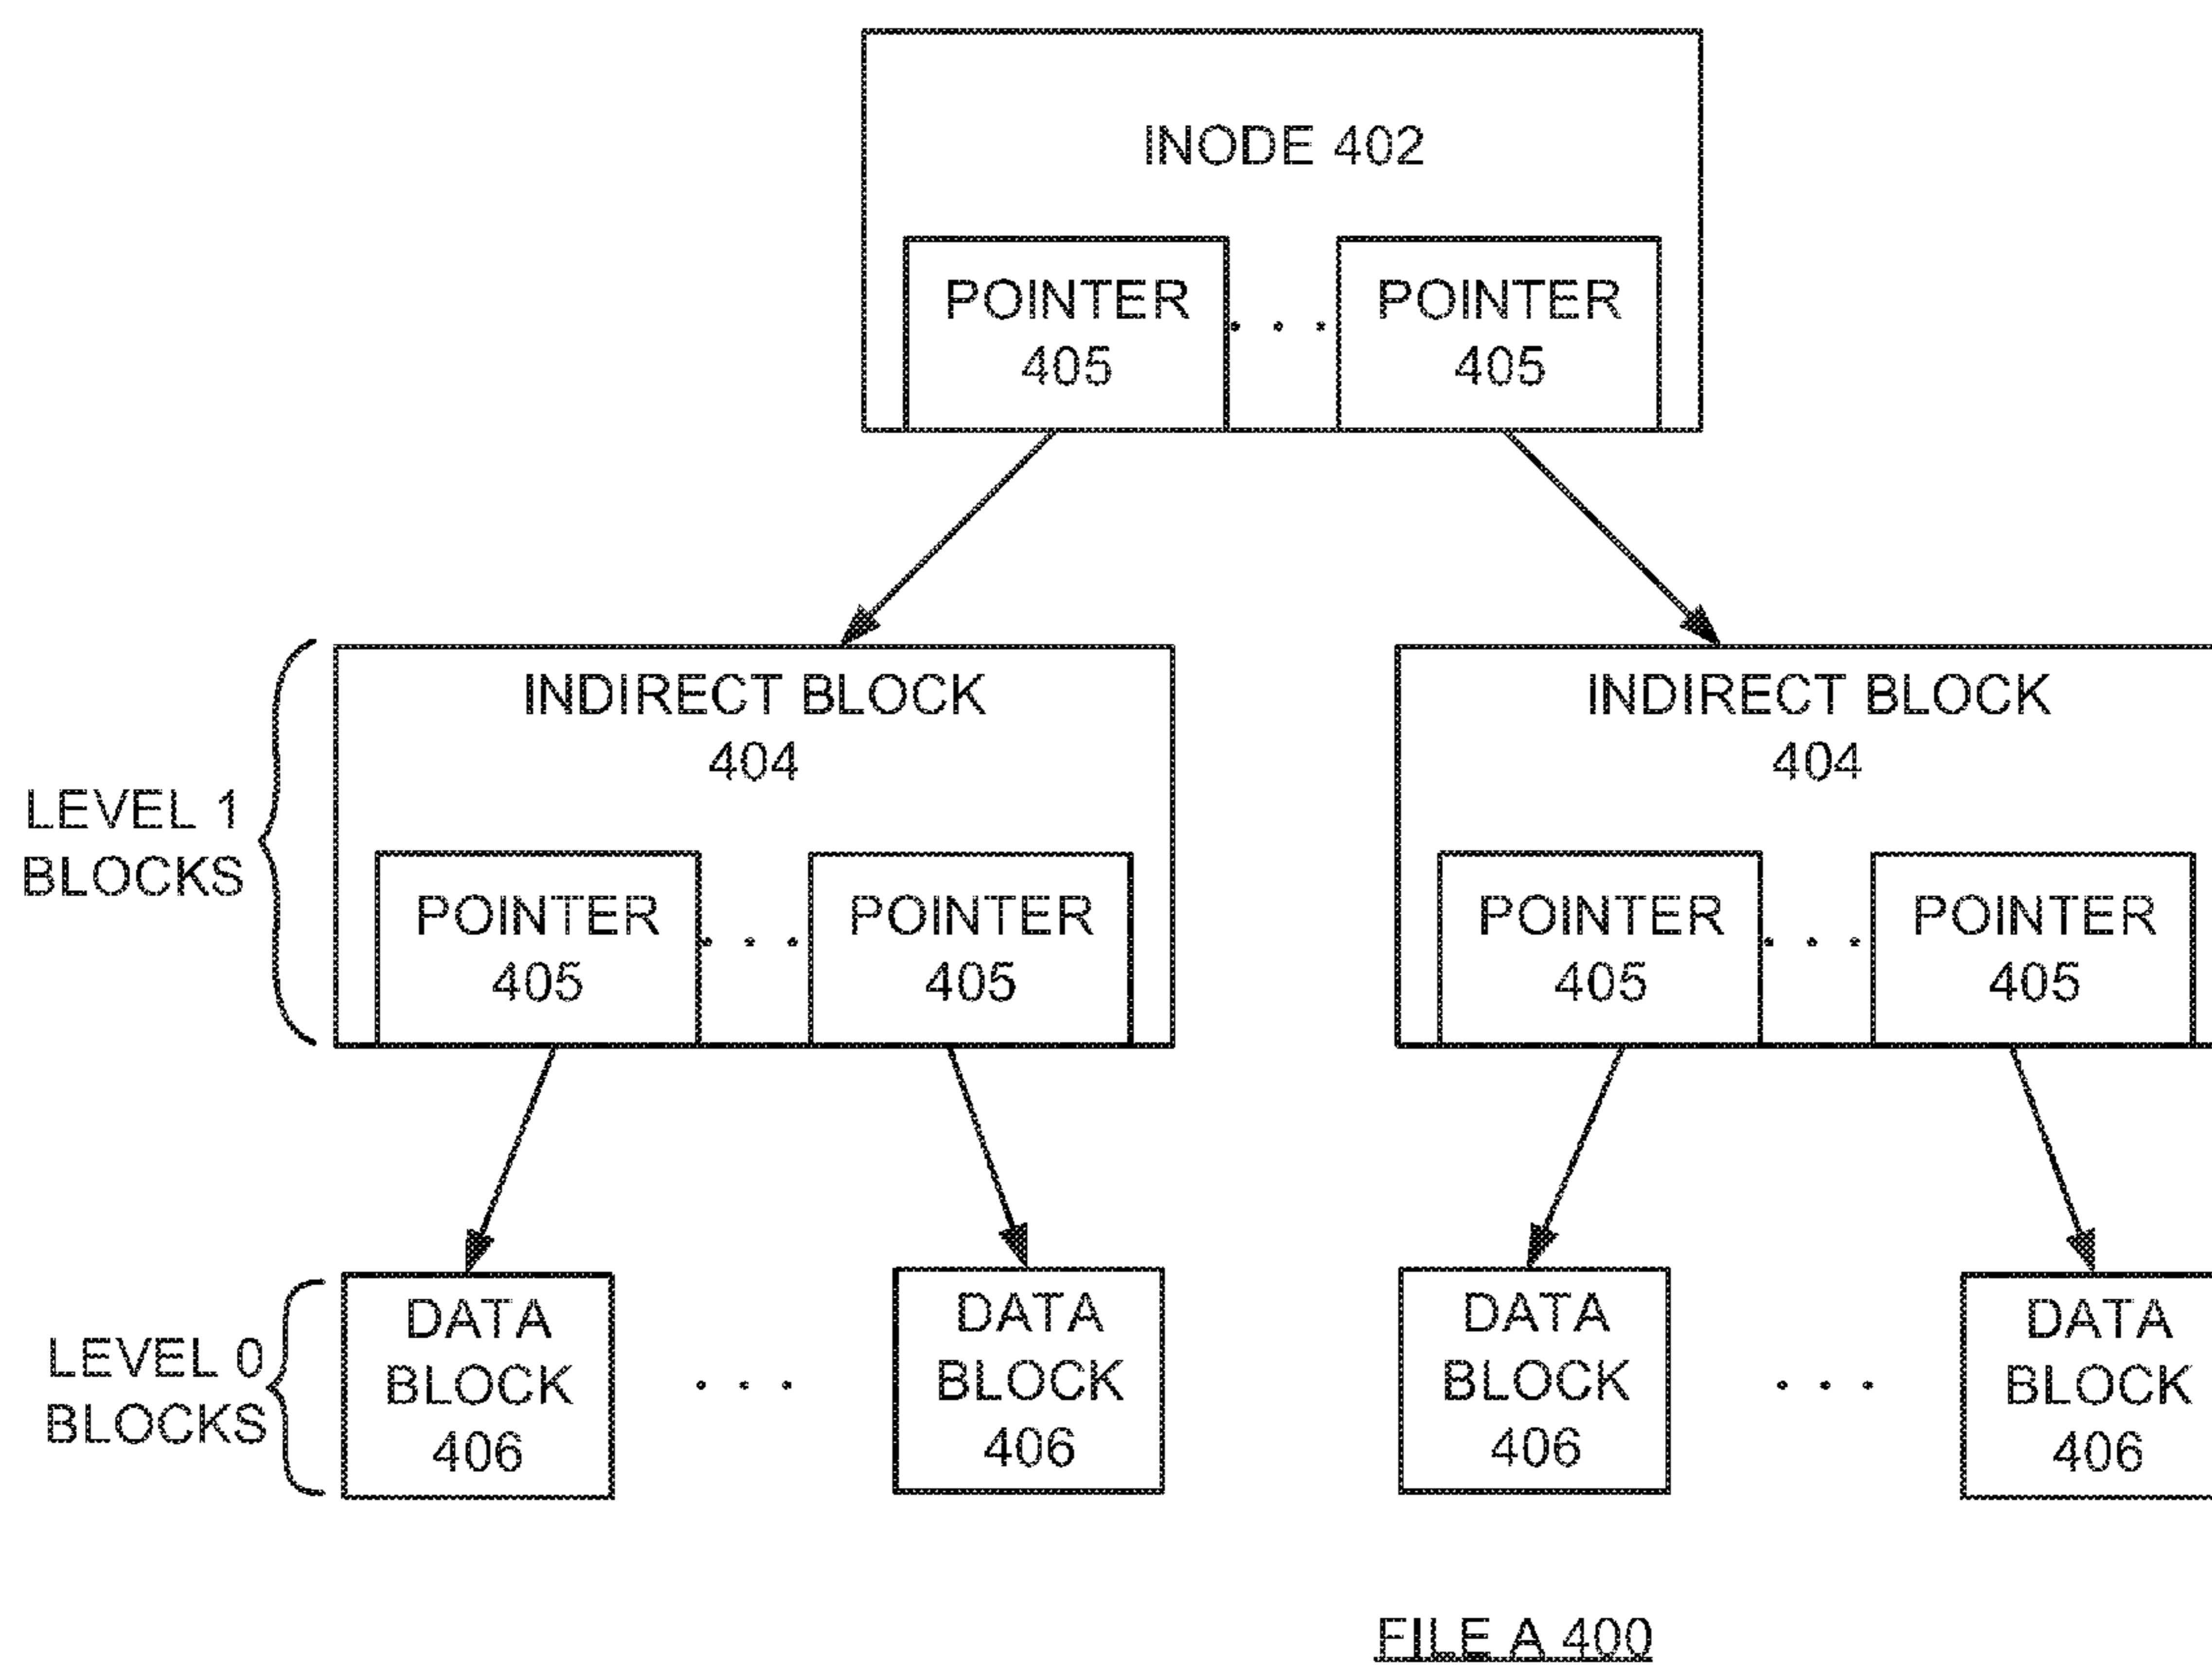 INODE 402
POINTER
405
. . .
POINTER
405
LEVEL 1
BLOCKS
INDIRECT BLOCK
404
POINTER
405
. . .
POINTER
405
INDIRECT BLOCK
404
POINTER
405
. . .
POINTER
405
LEVEL 0
BLOCKS
DATA
BLOCK
406
. . .
DATA
BLOCK
406
DATA
BLOCK
406
. . .
DATA
BLOCK
406
FILE A 400